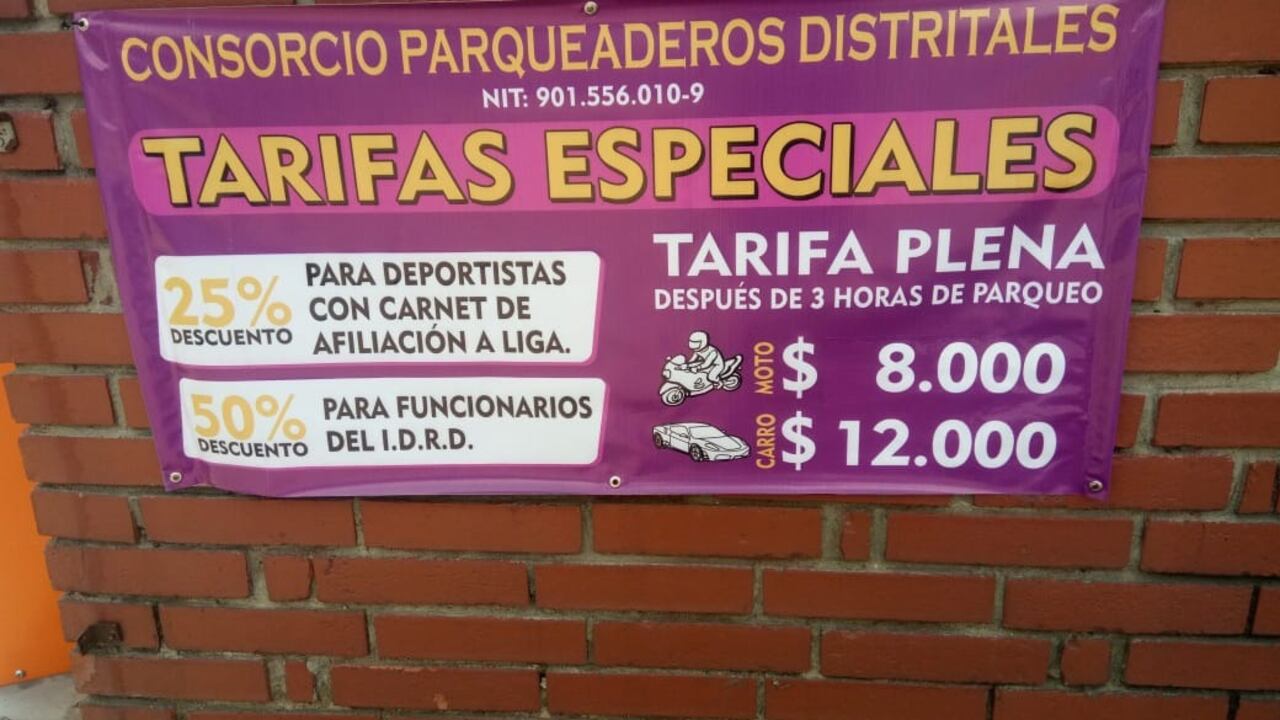 CONSORCIO PARQUEADEROS DISTRITALES
NIT: 901.556.010-9
TARIFAS ESPECIALES
25%
DESCUENTO
PARA DEPORTISTAS
CON CARNET DE
AFILIACIÓN A LIGA.
50%
DESCUENTO
PARA FUNCIONARIOS
DEL I.D.R.D.
TARIFA PLENA
DESPUÉS DE 3 HORAS DE PARQUEO
MOTO $ 8.000
CARRO $ 12.000